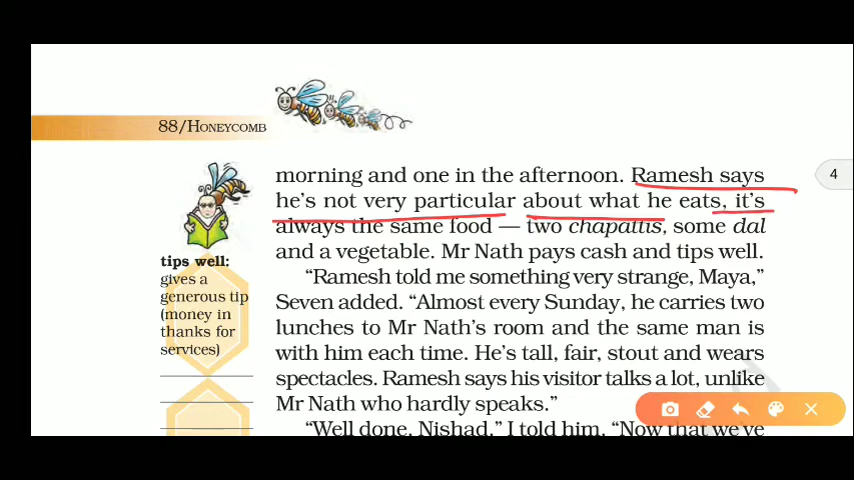 88/HONEYCOMB
4
morning and one in the afternoon. Ramesh says
he's not very particular about what he eats, it's
always the same food — two chapattis, some dal
and a vegetable. Mr Nath pays cash and tips well.
"Ramesh told me something very strange, Maya,"
Seven added. "Almost every Sunday, he carries two
lunches to Mr Nath's room and the same man is
with him each time. He's tall, fair, stout and wears
spectacles. Ramesh says his visitor talks a lot, unlike
Mr Nath who hardly speaks."
"Well done, Nishad," I told him. "Now that we've
tips well:
gives a
generous tip
(money in
thanks for
services)